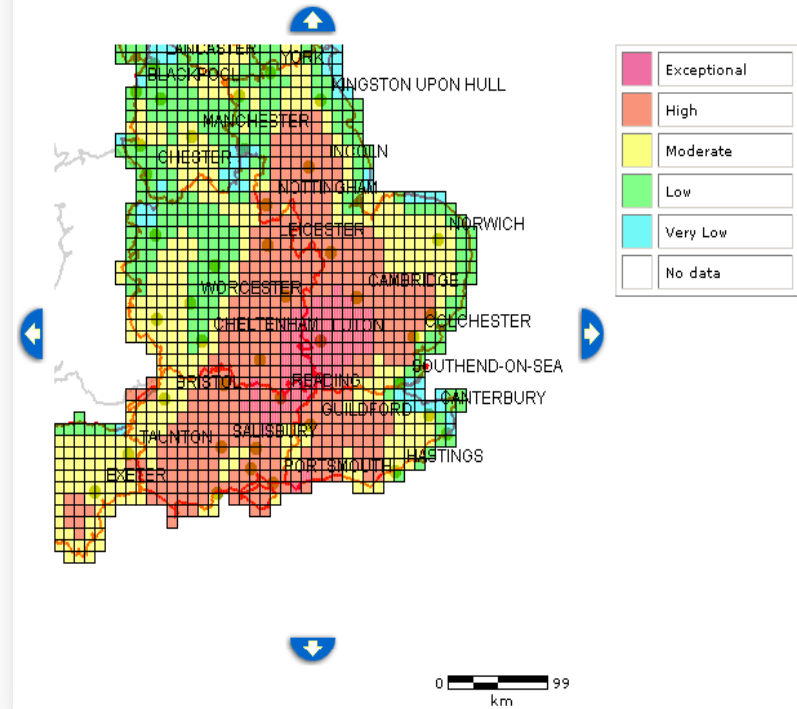 LANCASTER
YORK
BLACKPOOL
KINGSTON UPON HULL
MANCHESTER
CHESTER
LINCOLN
NOTTINGHAM
LEICESTER
NORWICH
CAMBRIDGE
WORCESTER
CHELTENHAM
LUTON
COLCHESTER
SOUTHEND-ON-SEA
BRISTOL
READING
CANTERBURY
GUILDFORD
TAUNTON
SALISBURY
HASTINGS
PORTSMOUTH
EXETER
Exceptional
High
Moderate
Low
Very Low
No data
0 99
km